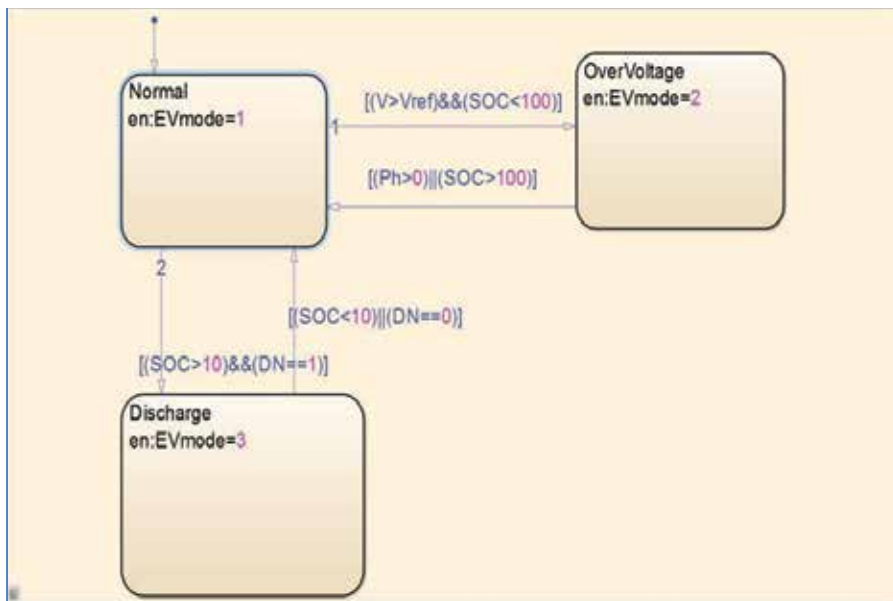 Normal
en:EVmode=1
[(V>Vref)&&(SOC<100)]
1
OverVoltage
en:EVmode=2
[(Ph>0)||(SOC>100)]
2
[(SOC<10)||(DN==0)]
[(SOC>10)&&(DN==1)]
Discharge
en:EVmode=3